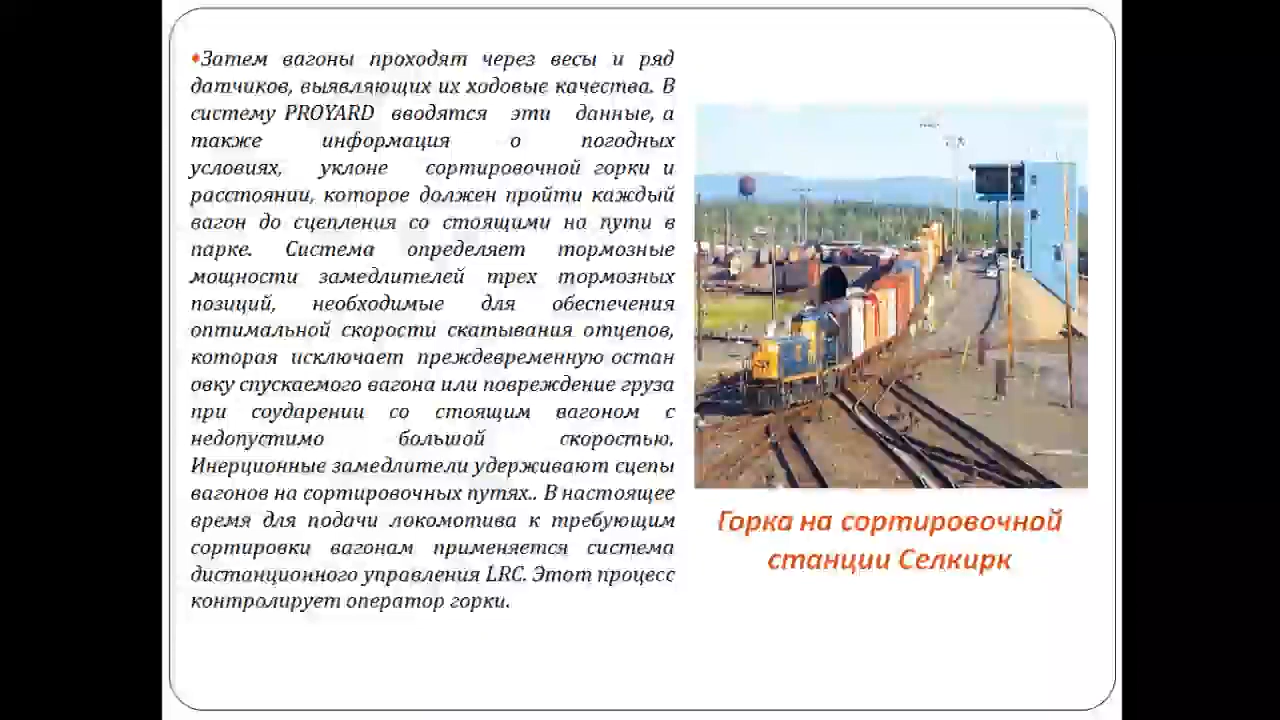 •Затем вагоны проходят через весы и ряд
датчиков, выявляющих их ходовые качества. В
систему PROYARD вводятся эти данные, а
также информация о погодных
условиях, уклоне сортировочной горки и
расстоянии, которое должен пройти каждый
вагон до сцепления со стоящими на пути в
парке. Система определяет тормозные
мощности замедлителей трех тормозных
позиций, необходимые для обеспечения
оптимальной скорости скатывания отцепов,
которая исключает преждевременную остан
овку спускаемого вагона или повреждение груза
при соударении со стоящим вагоном с
недопустимо большой скоростью.
Инерционные замедлители удерживают сцепы
вагонов на сортировочных путях.. В настоящее
время для подачи локомотива к требующим
сортировки вагонам применяется система
дистанционного управления LRC. Этот процесс
контролирует оператор горки.
Горка на сортировочной
станции Селкирк